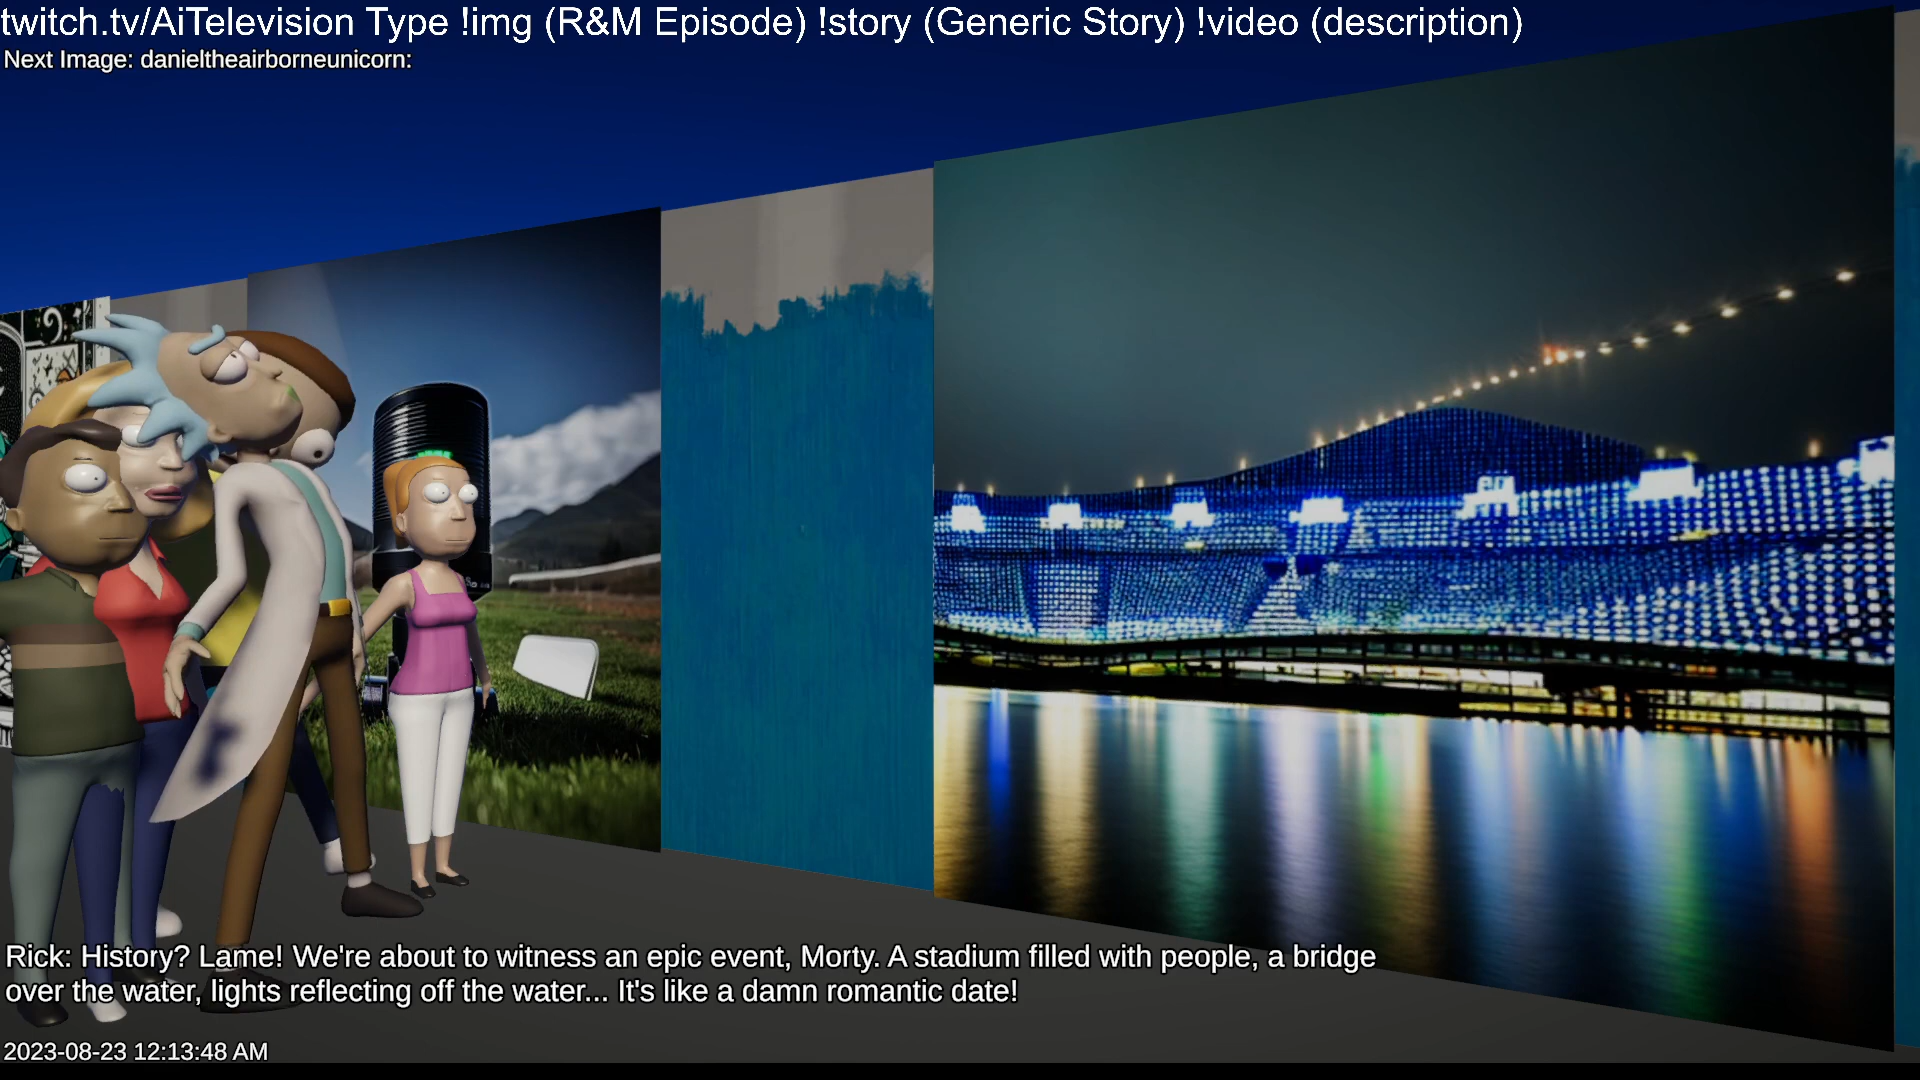 twitch.tv/AiTelevision Type !img (R&M Episode) !story (Generic Story) !video (description)
Next Image: danieltheairborneunicorn:
Rick: History? Lame! We're about to witness an epic event, Morty. A stadium filled with people, a bridge
over the water, lights reflecting off the water... It's like a damn romantic date!
2023-08-23 12:13:48 AM